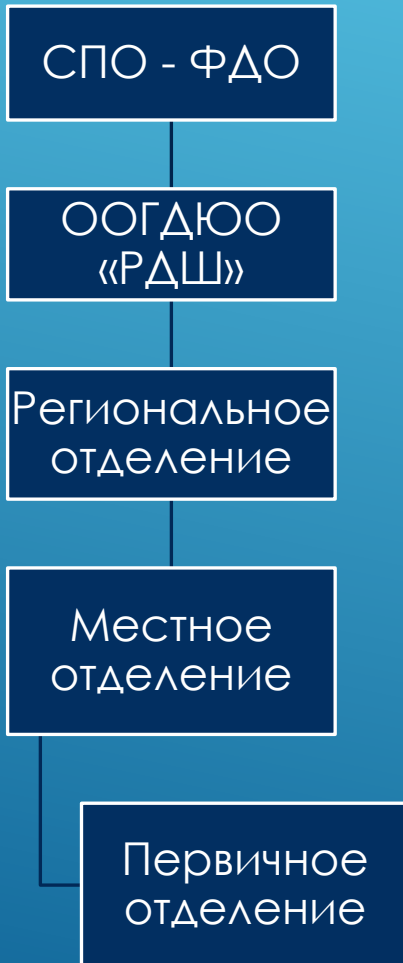 СПО - ФДО
ООГДЮО
«РДШ»
Региональное
отделение
Местное
отделение
Первичное
отделение